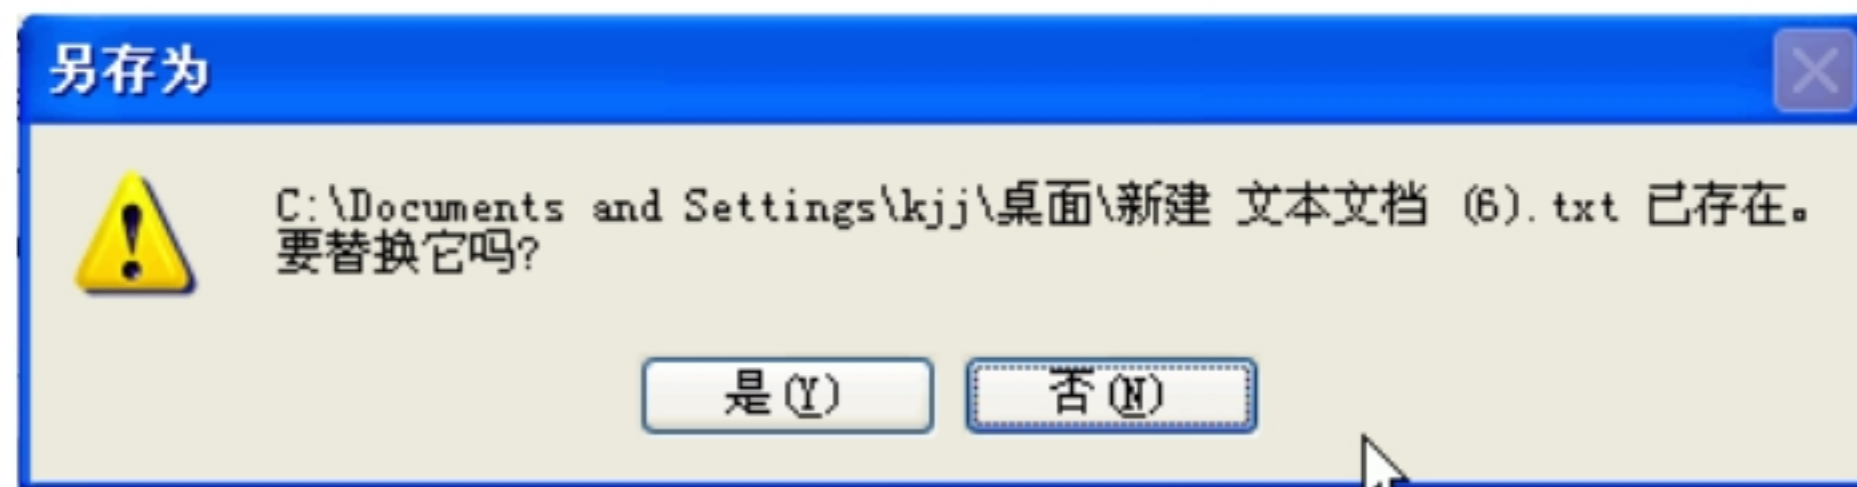 另存为
C:\Documents and Settings\kjj\桌面\新建 文本文档 (6).txt 已存在。
要替换它吗?
是(Y) 否(N)